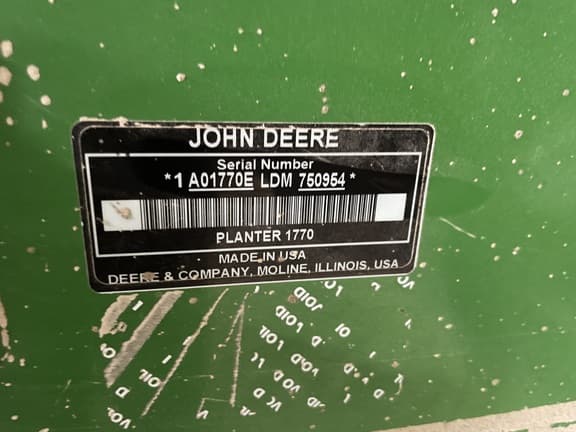 JOHN DEERE
Serial Number
*1 A01770E LDM 750954*
PLANTER 1770
MADE IN USA
DEERE & COMPANY, MOLINE, ILLINOIS, USA